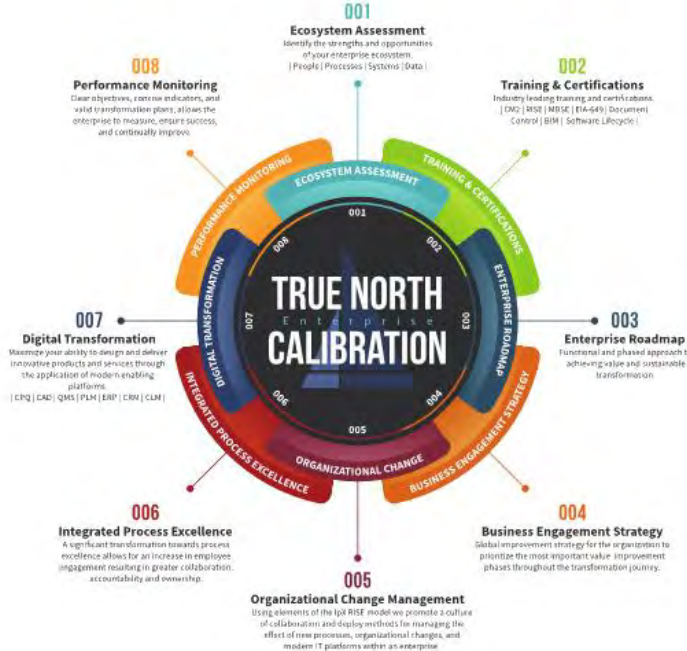 001
Ecosystem Assessment
Identify the strengths and opportunities
of your enterprise ecosystem.
| People | Processes | Systems | Data |
002
Training & Certifications
Industry leading training and certifications.
| CM2 | RISE | MBSE | EIA-649 | Document
Control | BIM | Software Lifecycle |
008
Performance Monitoring
Clear objectives, concise indicators, and
valid transformation plans, allows the
enterprise to measure, ensure success,
and continually improve.
PERFORMANCE MONITORING
ECOSYSTEM ASSESSMENT
TRAINING & CERTIFICATIONS
ENTERPRISE ROADMAP
BUSINESS ENGAGEMENT STRATEGY
ORGANIZATIONAL CHANGE
INTEGRATED PROCESS EXCELLENCE
DIGITAL TRANSFORMATION
001
002
003
004
005
006
007
008
TRUE NORTH
Enterprise
CALIBRATION
007
Digital Transformation
Maximize your ability to design and deliver
innovative products and services through
the application of modern enabling
platforms.
| CPQ | CAD | QMS | PLM | ERP | CRM | CLM |
003
Enterprise Roadmap
Functional and phased approach t
achieving value and sustainable
transformation
006
Integrated Process Excellence
A significant transformation towards process
excellence allows for an increase in employee
engagement resulting in greater collaboration,
accountability and ownership.
004
Business Engagement Strategy
Global improvement strategy for the organization to
prioritize the most important value improvement
phases throughout the transformation journey.
005
Organizational Change Management
Using elements of the IpX RISE model we promote a culture
of collaboration and deploy methods for managing the
effect of new processes, organizational changes, and
modern IT platforms within an enterprise